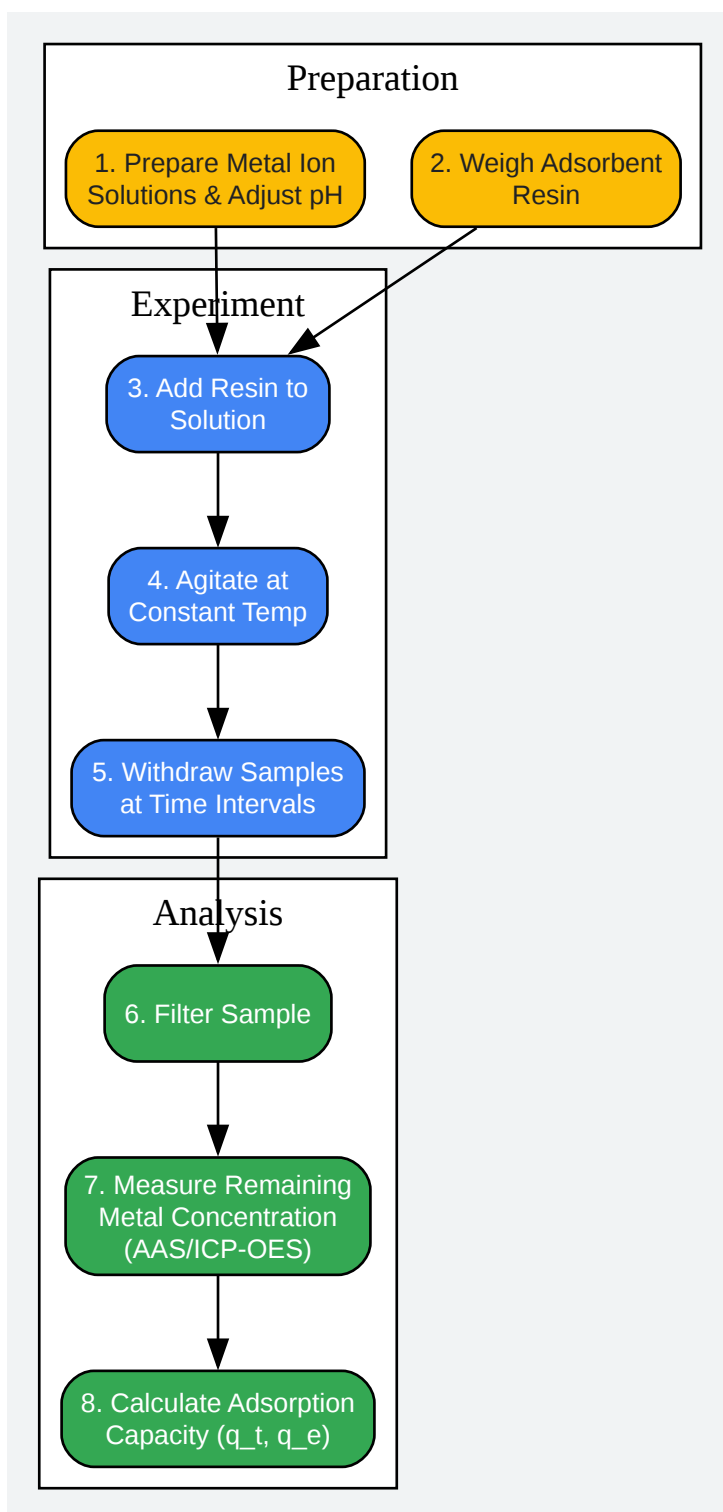 Preparation
1. Prepare Metal Ion
Solutions & Adjust pH
2. Weigh Adsorbent
Resin
Experiment
3. Add Resin to
Solution
4. Agitate at
Constant Temp
5. Withdraw Samples
at Time Intervals
Analysis
6. Filter Sample
7. Measure Remaining
Metal Concentration
(AAS/ICP-OES)
8. Calculate Adsorption
Capacity (q_t, q_e)